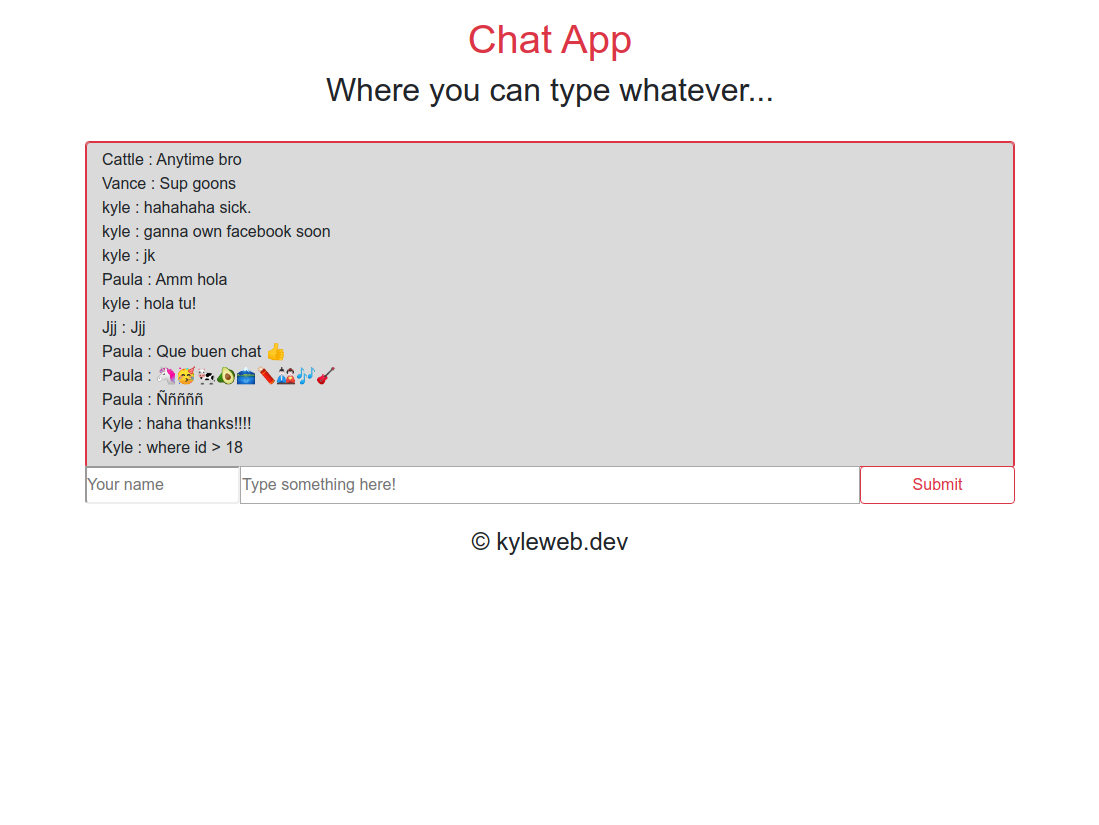 Chat App
Where you can type whatever...
Cattle : Anytime bro
Vance : Sup goons
kyle : hahahaha sick.
kyle : ganna own facebook soon
kyle : jk
Paula : Amm hola
kyle : hola tu!
Jjj : Jjj
Paula : Que buen chat 👍
Paula : 🦄🥳🐄🥑🗻🧨🎎🎶🎸
Paula : Ñññññ
Kyle : haha thanks!!!!
Kyle : where id > 18
Your name Type something here! Submit
© kyleweb.dev